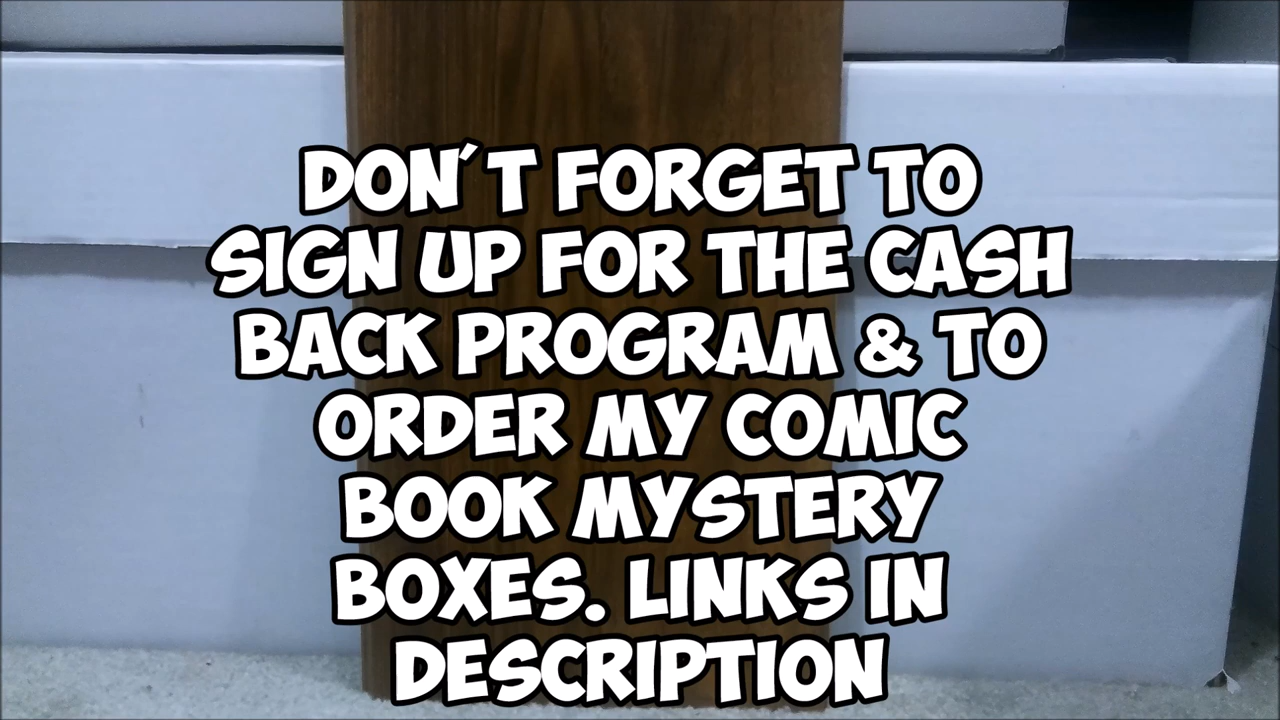 DON'T FORGET TO
SIGN UP FOR THE CASH
BACK PROGRAM & TO
ORDER MY COMIC
BOOK MYSTERY
BOXES. LINKS IN
DESCRIPTION